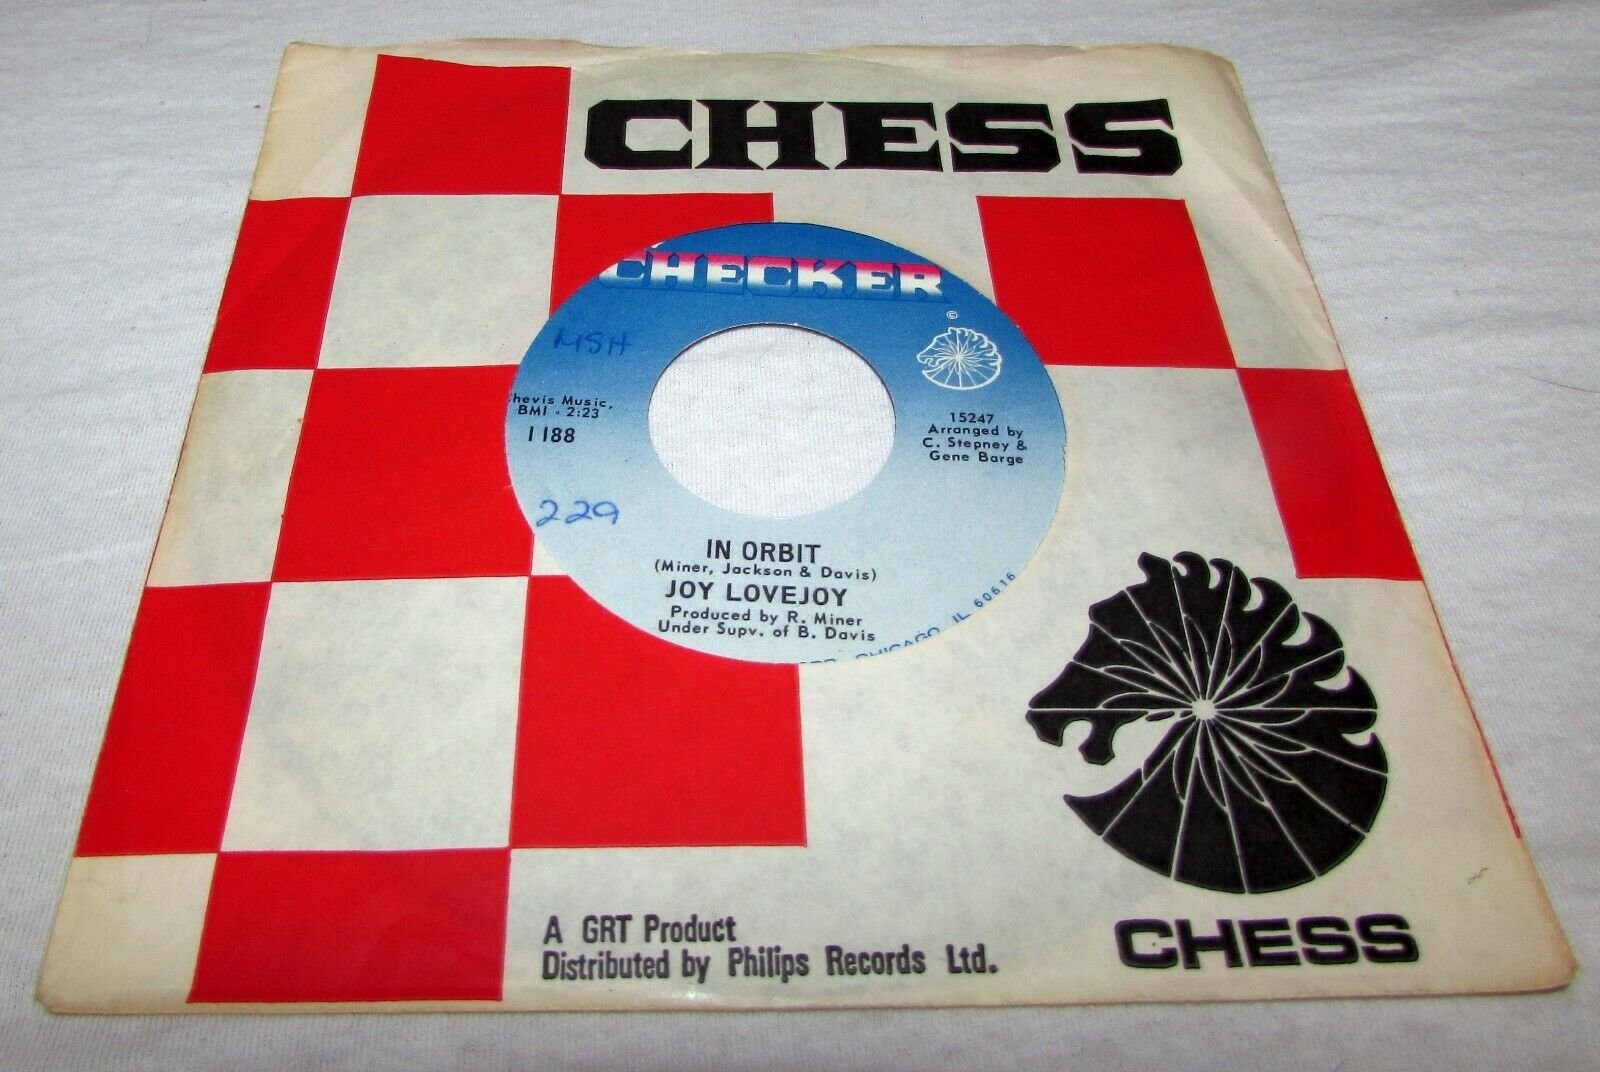 CHESS
CHECKER
©
MSH
hevis Music,
BMI - 2:23
1188
15247
Arranged by
C. Stepney &
Gene Barge
229
IN ORBIT
(Miner, Jackson & Davis)
JOY LOVEJOY
Produced by R. Miner
Under Supv. of B. Davis
CHICAGO, IL 60616
A GRT Product
Distributed by Philips Records Ltd.
CHESS